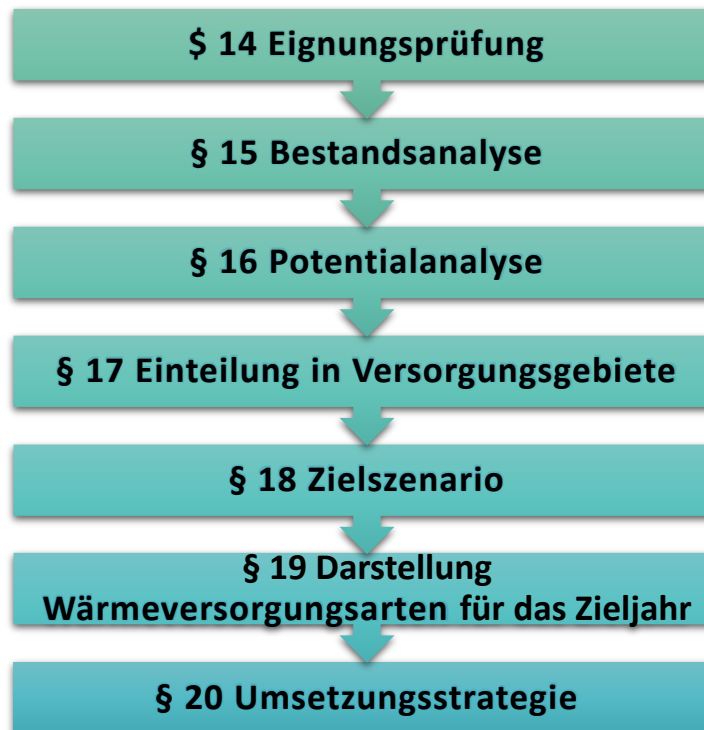 $ 14 Eignungsprüfung
§ 15 Bestandsanalyse
§ 16 Potentialanalyse
§ 17 Einteilung in Versorgungsgebiete
§ 18 Zielszenario
§ 19 Darstellung
Wärmeversorgungsarten für das Zieljahr
§ 20 Umsetzungsstrategie